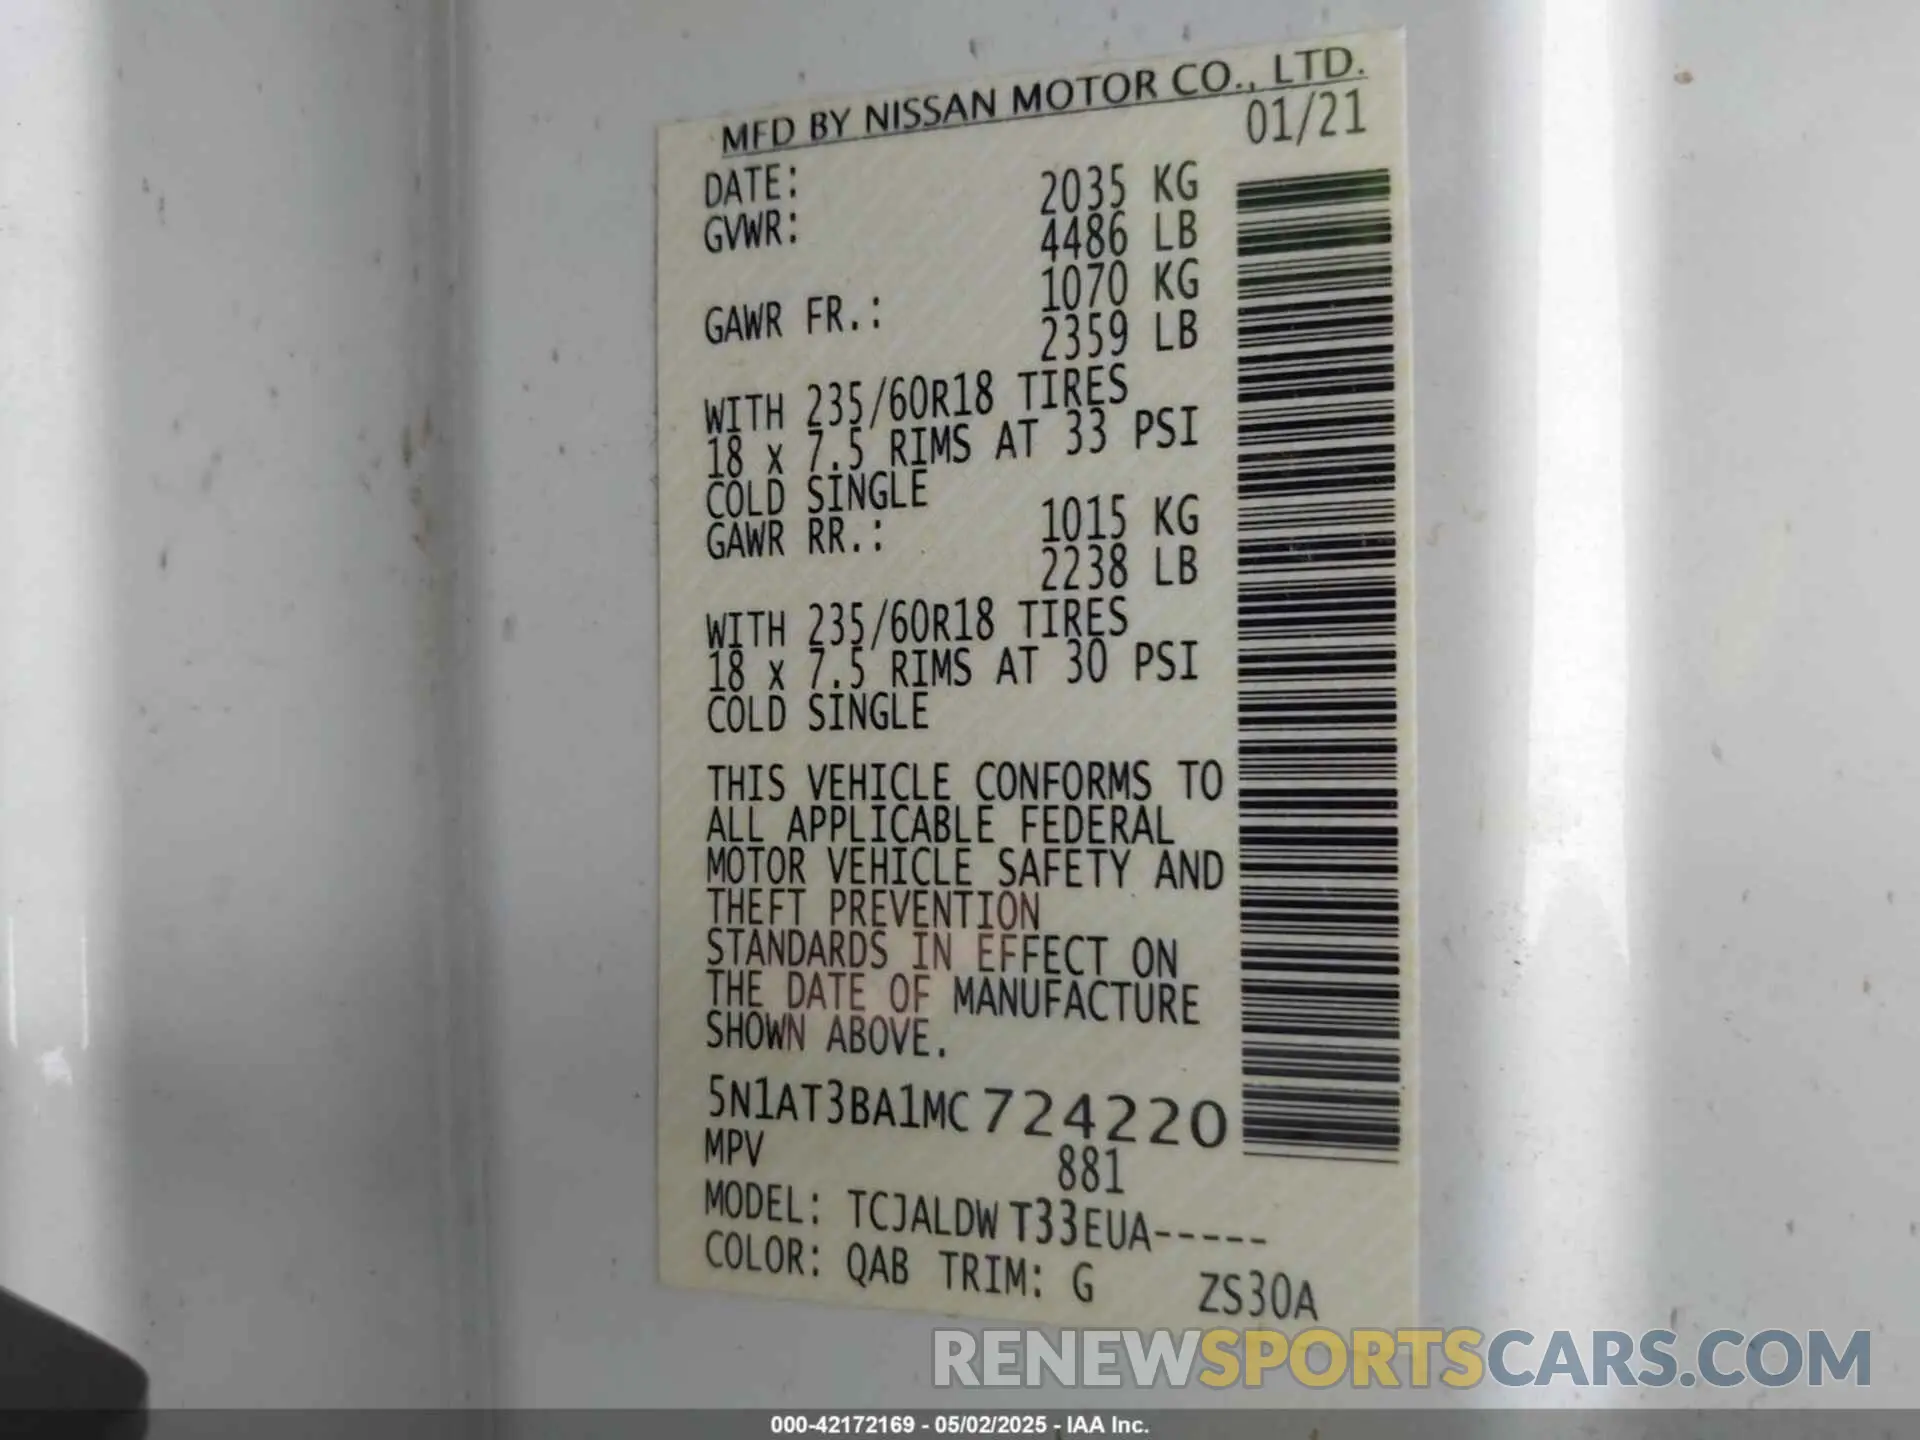 MFD BY NISSAN MOTOR CO., LTD.
DATE: 01/21
GVWR: 2035 KG
4486 LB
GAWR FR.: 1070 KG
2359 LB
WITH 235/60R18 TIRES
18 x 7.5 RIMS AT 33 PSI
COLD SINGLE
GAWR RR.: 1015 KG
2238 LB
WITH 235/60R18 TIRES
18 x 7.5 RIMS AT 30 PSI
COLD SINGLE
THIS VEHICLE CONFORMS TO
ALL APPLICABLE FEDERAL
MOTOR VEHICLE SAFETY AND
THEFT PREVENTION
STANDARDS IN EFFECT ON
THE DATE OF MANUFACTURE
SHOWN ABOVE.
5N1AT3BA1MC724220
MPV 881
MODEL: TCJALDW T33EUA-----
COLOR: QAB TRIM: G ZS30A
RENEWSPORTSCARS.COM
000-42172169 - 05/02/2025 - IAA Inc.